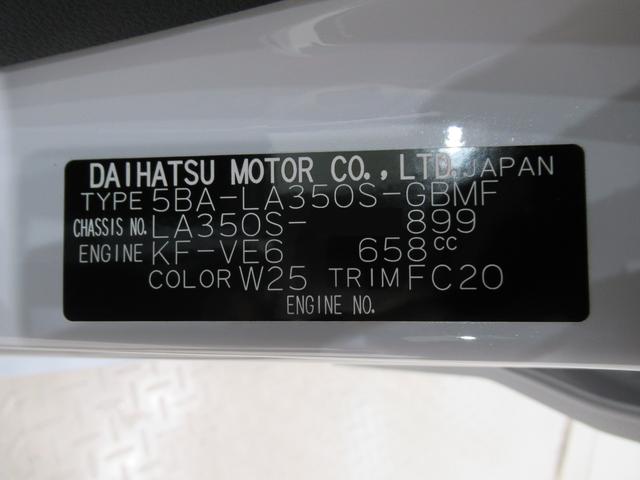 DAIHATSU MOTOR CO., LTD. JAPAN
TYPE 5BA-LA350S-GBMF
CHASSIS NO. LA350S- 899
ENGINE KF-VE6 658cc
COLOR W25 TRIM FC20
ENGINE NO.